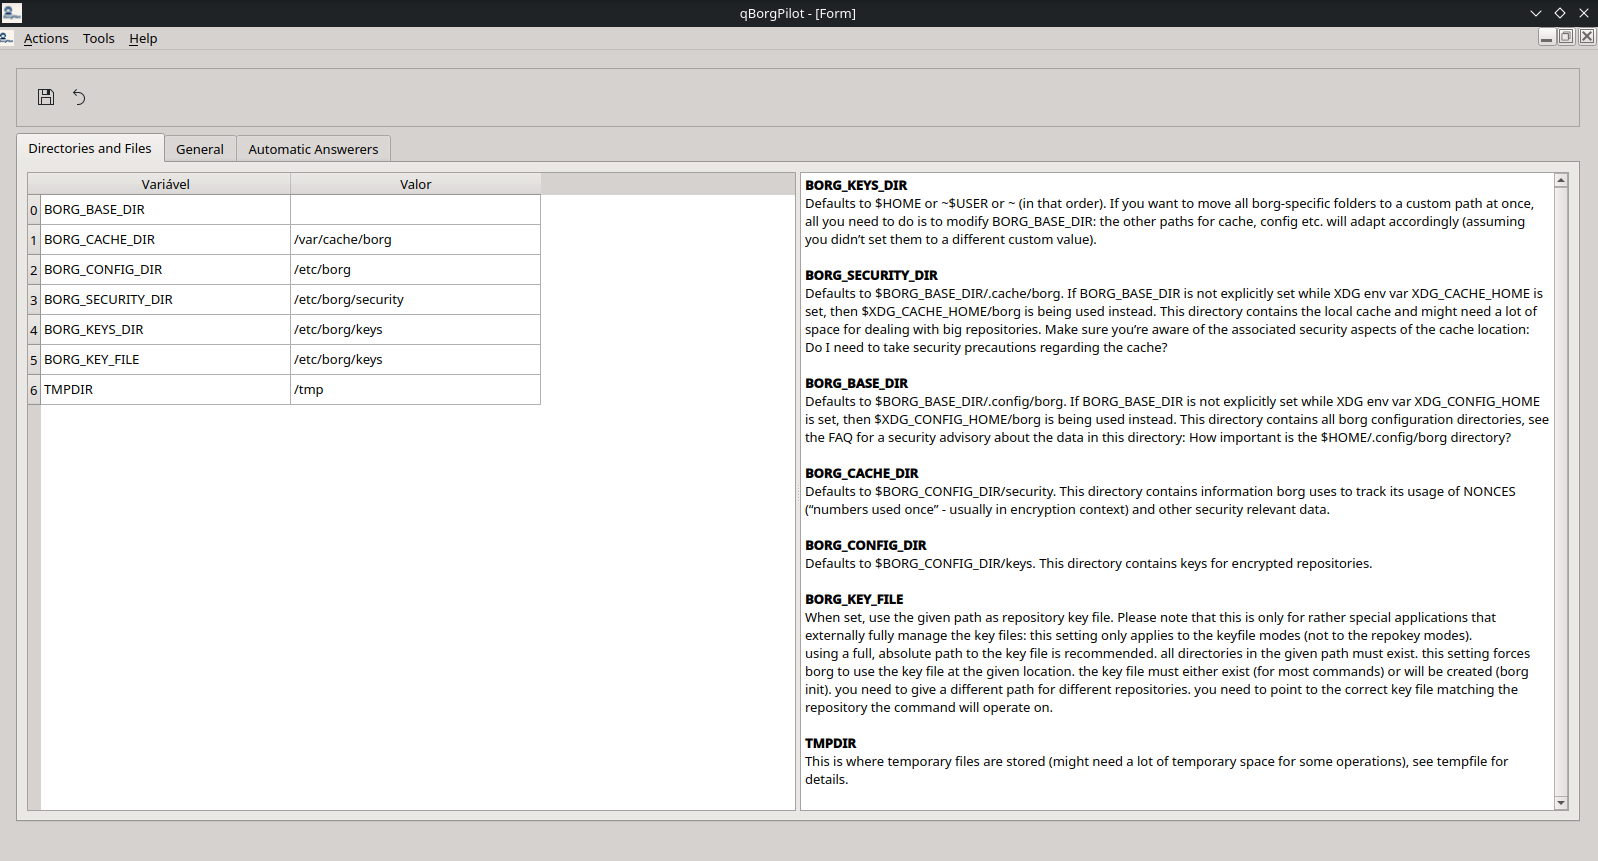 qBorgPilot - [Form]
Actions Tools Help
Directories and Files General Automatic Answerers
Variável Valor
0 BORG_BASE_DIR
1 BORG_CACHE_DIR /var/cache/borg
2 BORG_CONFIG_DIR /etc/borg
3 BORG_SECURITY_DIR /etc/borg/security
4 BORG_KEYS_DIR /etc/borg/keys
5 BORG_KEY_FILE /etc/borg/keys
6 TMPDIR /tmp
BORG_KEYS_DIR
Defaults to $HOME or ~$USER or ~ (in that order). If you want to move all borg-specific folders to a custom path at once,
all you need to do is to modify BORG_BASE_DIR: the other paths for cache, config etc. will adapt accordingly (assuming
you didn’t set them to a different custom value).
BORG_SECURITY_DIR
Defaults to $BORG_BASE_DIR/.cache/borg. If BORG_BASE_DIR is not explicitly set while XDG env var XDG_CACHE_HOME is
set, then $XDG_CACHE_HOME/borg is being used instead. This directory contains the local cache and might need a lot of
space for dealing with big repositories. Make sure you’re aware of the associated security aspects of the cache location:
Do I need to take security precautions regarding the cache?
BORG_BASE_DIR
Defaults to $BORG_BASE_DIR/.config/borg. If BORG_BASE_DIR is not explicitly set while XDG env var XDG_CONFIG_HOME
is set, then $XDG_CONFIG_HOME/borg is being used instead. This directory contains all borg configuration directories, see
the FAQ for a security advisory about the data in this directory: How important is the $HOME/.config/borg directory?
BORG_CACHE_DIR
Defaults to $BORG_CONFIG_DIR/security. This directory contains information borg uses to track its usage of NONCES
(“numbers used once” - usually in encryption context) and other security relevant data.
BORG_CONFIG_DIR
Defaults to $BORG_CONFIG_DIR/keys. This directory contains keys for encrypted repositories.
BORG_KEY_FILE
When set, use the given path as repository key file. Please note that this is only for rather special applications that
externally fully manage the key files: this setting only applies to the keyfile modes (not to the repokey modes).
using a full, absolute path to the key file is recommended. all directories in the given path must exist. this setting forces
borg to use the key file at the given location. the key file must either exist (for most commands) or will be created (borg
init). you need to give a different path for different repositories. you need to point to the correct key file matching the
repository the command will operate on.
TMPDIR
This is where temporary files are stored (might need a lot of temporary space for some operations), see tempfile for
details.